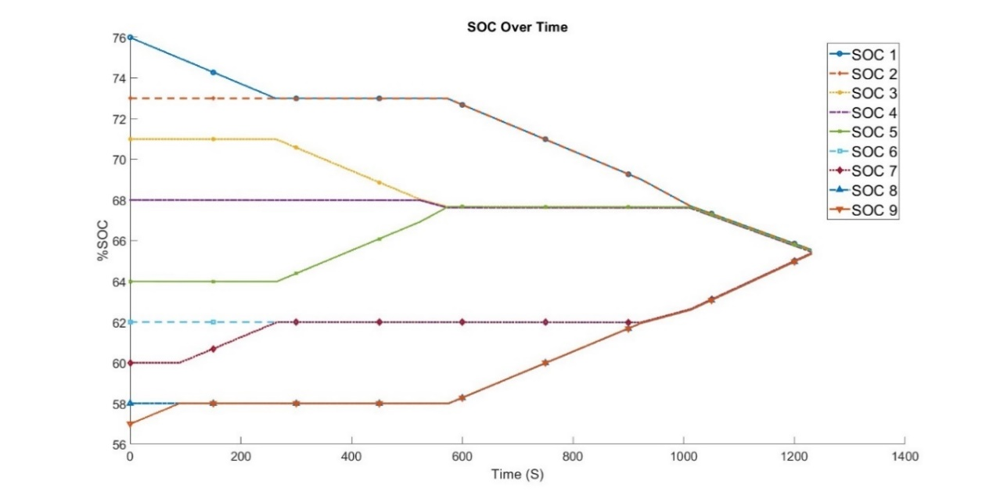 SOC Over Time
76
74
72
70
68
66
64
62
60
58
56
%SOC
0 200 400 600 800 1000 1200 1400
Time (S)
SOC 1
SOC 2
SOC 3
SOC 4
SOC 5
SOC 6
SOC 7
SOC 8
SOC 9